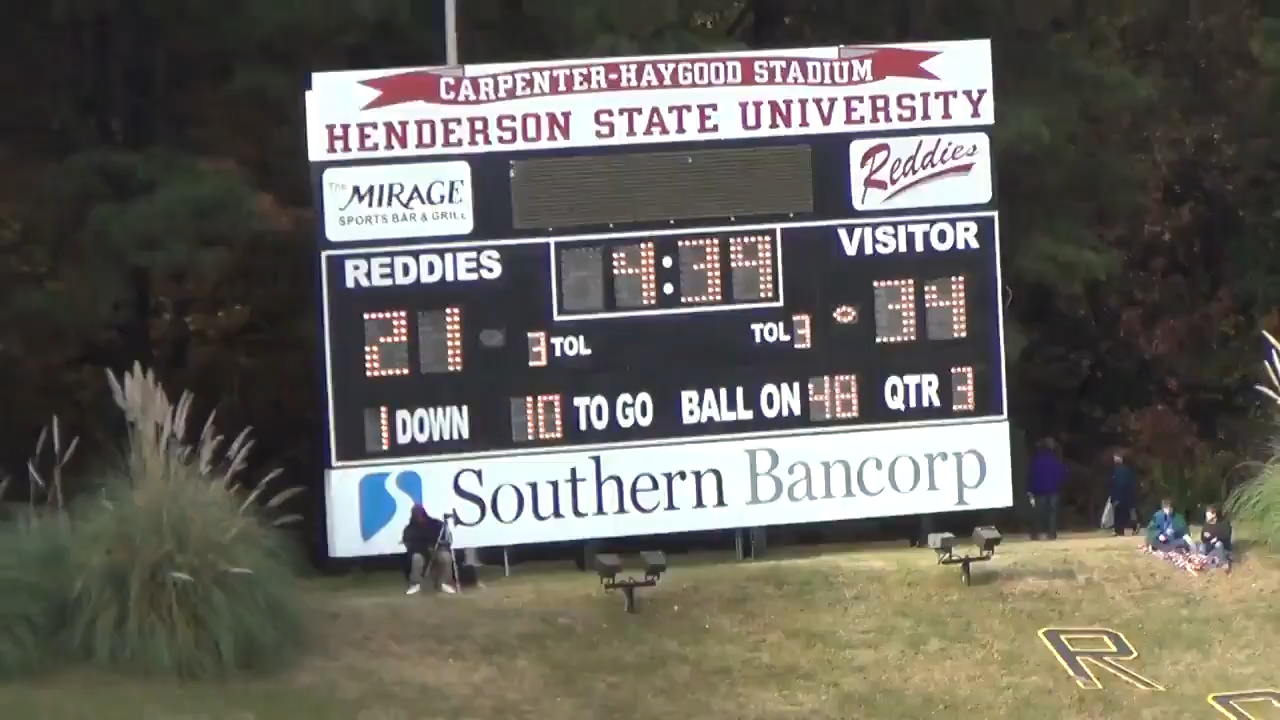 CARPENTER-HAYGOOD STADIUM
HENDERSON STATE UNIVERSITY
The MIRAGE
SPORTS BAR & GRILL
Reddies
REDDIES
4:39
VISITOR
21
3 TOL
TOL 3
34
1 DOWN
10 TO GO
BALL ON 48
QTR 3
Southern Bancorp
R